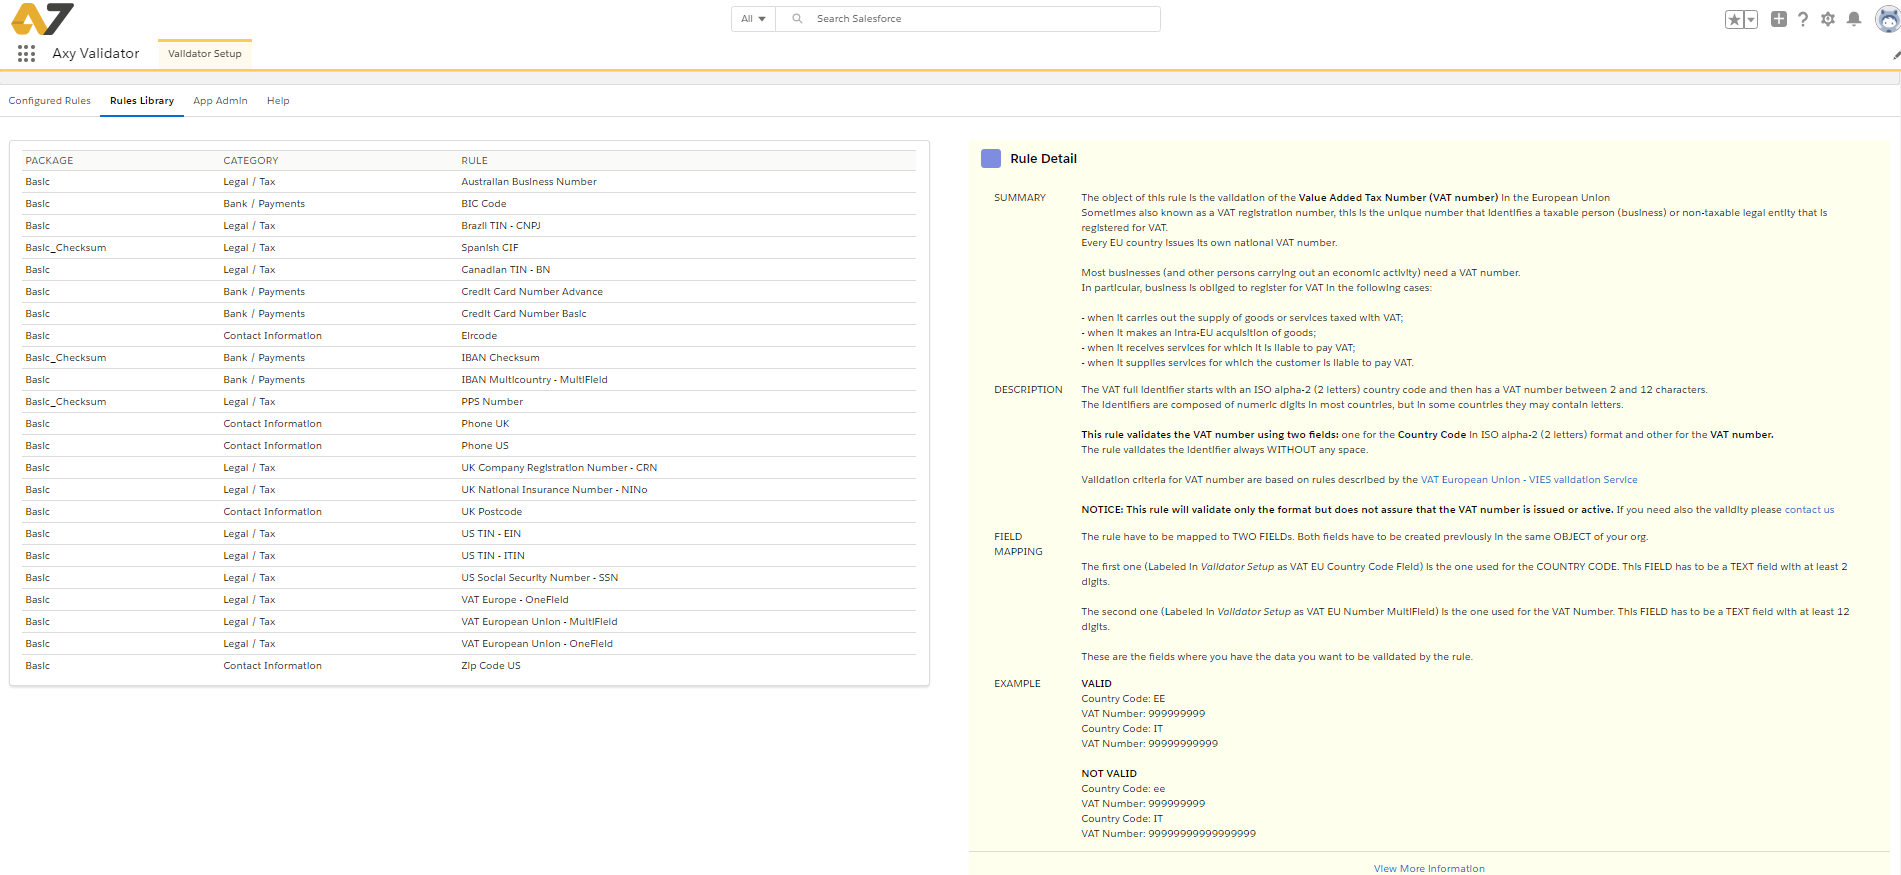 A7
All
Search Salesforce
Axy Validator
Validator Setup
Configured Rules Rules Library App Admin Help
PACKAGE CATEGORY RULE
Basic Legal / Tax Australian Business Number
Basic Bank / Payments BIC Code
Basic Legal / Tax Brazil TIN - CNPJ
Basic_Checksum Legal / Tax Spanish CIF
Basic Legal / Tax Canadian TIN - BN
Basic Bank / Payments Credit Card Number Advance
Basic Bank / Payments Credit Card Number Basic
Basic Contact Information Eircode
Basic_Checksum Bank / Payments IBAN Checksum
Basic Bank / Payments IBAN Multicountry - MultiField
Basic_Checksum Legal / Tax PPS Number
Basic Contact Information Phone UK
Basic Contact Information Phone US
Basic Legal / Tax UK Company Registration Number - CRN
Basic Legal / Tax UK National Insurance Number - NINo
Basic Contact Information UK Postcode
Basic Legal / Tax US TIN - EIN
Basic Legal / Tax US TIN - ITIN
Basic Legal / Tax US Social Security Number - SSN
Basic Legal / Tax VAT Europe - OneField
Basic Legal / Tax VAT European Union - MultiField
Basic Legal / Tax VAT European Union - OneField
Basic Contact Information Zip Code US
Rule Detail
SUMMARY The object of this rule is the validation of the Value Added Tax Number (VAT number) in the European Union
Sometimes also known as a VAT registration number, this is the unique number that identifies a taxable person (business) or non-taxable legal entity that is
registered for VAT.
Every EU country issues its own national VAT number.
Most businesses (and other persons carrying out an economic activity) need a VAT number.
In particular, business is obliged to register for VAT in the following cases:
- when it carries out the supply of goods or services taxed with VAT;
- when it makes an intra-EU acquisition of goods;
- when it receives services for which it is liable to pay VAT;
- when it supplies services for which the customer is liable to pay VAT.
DESCRIPTION The VAT full identifier starts with an ISO alpha-2 (2 letters) country code and then has a VAT number between 2 and 12 characters.
The identifiers are composed of numeric digits in most countries, but in some countries they may contain letters.
This rule validates the VAT number using two fields: one for the Country Code in ISO alpha-2 (2 letters) format and other for the VAT number.
The rule validates the identifier always WITHOUT any space.
Validation criteria for VAT number are based on rules described by the VAT European Union - VIES validation Service
NOTICE: This rule will validate only the format but does not assure that the VAT number is issued or active. If you need also the validity please contact us
FIELD The rule have to be mapped to TWO FIELDs. Both fields have to be created previously in the same OBJECT of your org.
MAPPING
The first one (Labeled in Validator Setup as VAT EU Country Code Field) is the one used for the COUNTRY CODE. This FIELD has to be a TEXT field with at least 2
digits.
The second one (Labeled in Validator Setup as VAT EU Number MultiField) is the one used for the VAT Number. This FIELD has to be a TEXT field with at least 12
digits.
These are the fields where you have the data you want to be validated by the rule.
EXAMPLE VALID
Country Code: EE
VAT Number: 999999999
Country Code: IT
VAT Number: 99999999999
NOT VALID
Country Code: ee
VAT Number: 999999999
Country Code: IT
VAT Number: 99999999999999999
View More Information